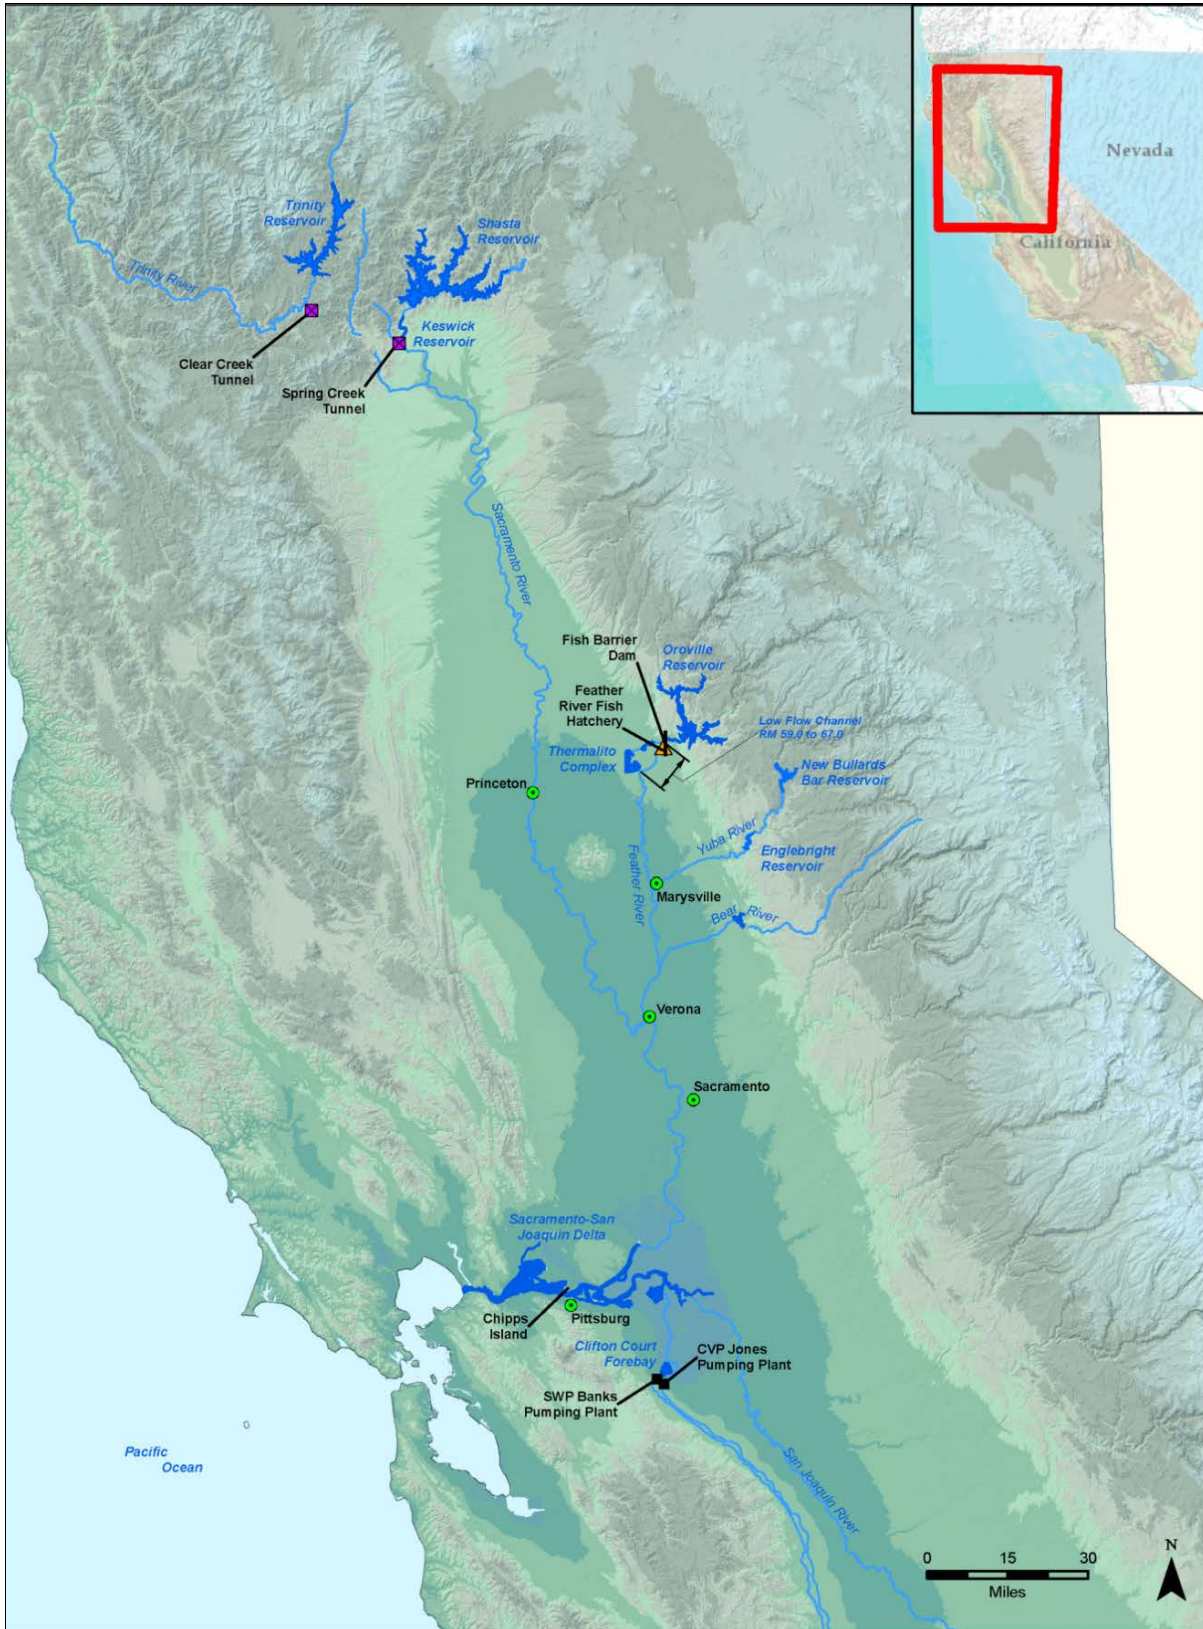 Nevada
California
Trinity
Reservoir
Shasta
Reservoir
Trinity River
Keswick
Reservoir
Clear Creek
Tunnel
Spring Creek
Tunnel
Sacramento River
Fish Barrier
Dam
Oroville
Reservoir
Feather
River Fish
Hatchery
Low Flow Channel
RM 59.0 to 67.0
Thermalito
Complex
New Bullards
Bar Reservoir
Princeton
Yuba River
Englebright
Reservoir
Feather River
Marysville
Bear River
Verona
Sacramento
Sacramento-San
Joaquin Delta
Chipps
Island
Pittsburg
Clifton Court
Forebay
CVP Jones
Pumping Plant
SWP Banks
Pumping Plant
Pacific
Ocean
San Joaquin River
0 15 30
Miles
N